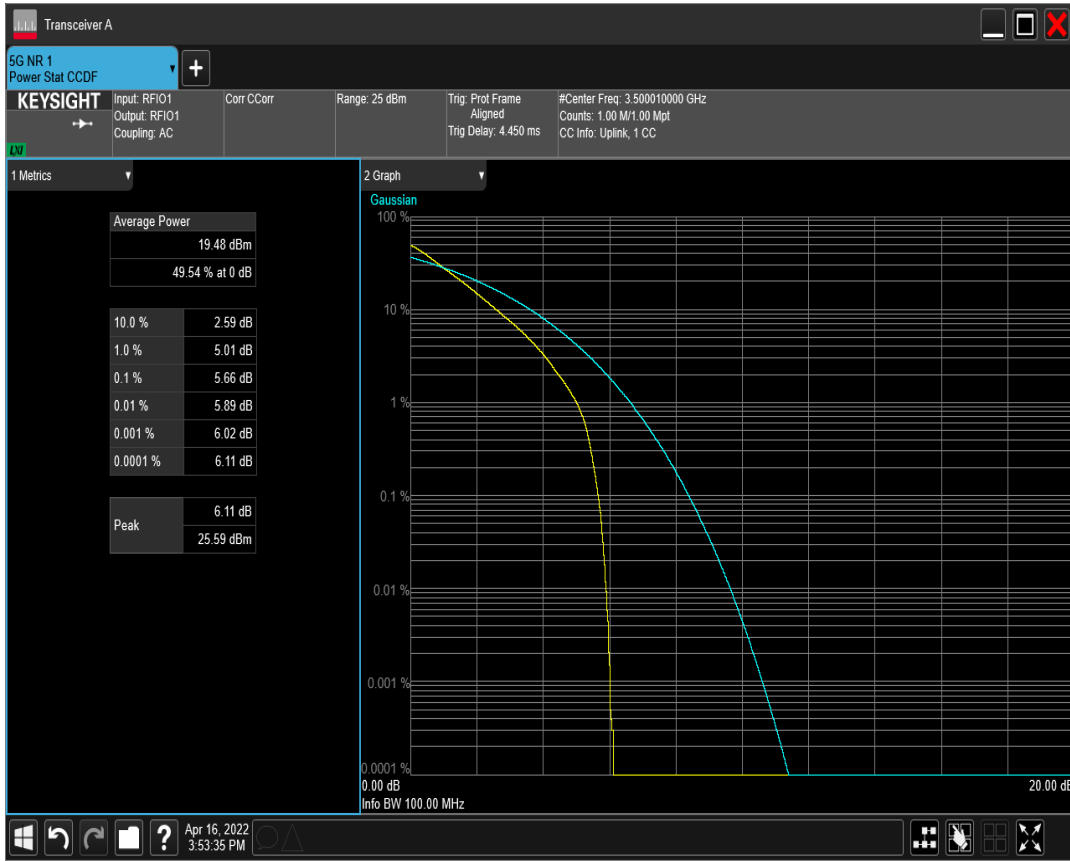 Transceiver A
5G NR 1
Power Stat CCDF
KEYSIGHT
LXI
Input: RFIO1
Output: RFIO1
Coupling: AC
Corr CCorr
Range: 25 dBm
Trig: Prot Frame
Aligned
Trig Delay: 4.450 ms
#Center Freq: 3.500010000 GHz
Counts: 1.00 M/1.00 Mpt
CC Info: Uplink, 1 CC
1 Metrics
Average Power
19.48 dBm
49.54 % at 0 dB
10.0 % 2.59 dB
1.0 % 5.01 dB
0.1 % 5.66 dB
0.01 % 5.89 dB
0.001 % 6.02 dB
0.0001 % 6.11 dB
Peak
6.11 dB
25.59 dBm
2 Graph
Gaussian
100 %
10 %
1 %
0.1 %
0.01 %
0.001 %
0.0001 %
0.00 dB 20.00 dB
Info BW 100.00 MHz
Apr 16, 2022
3:53:35 PM